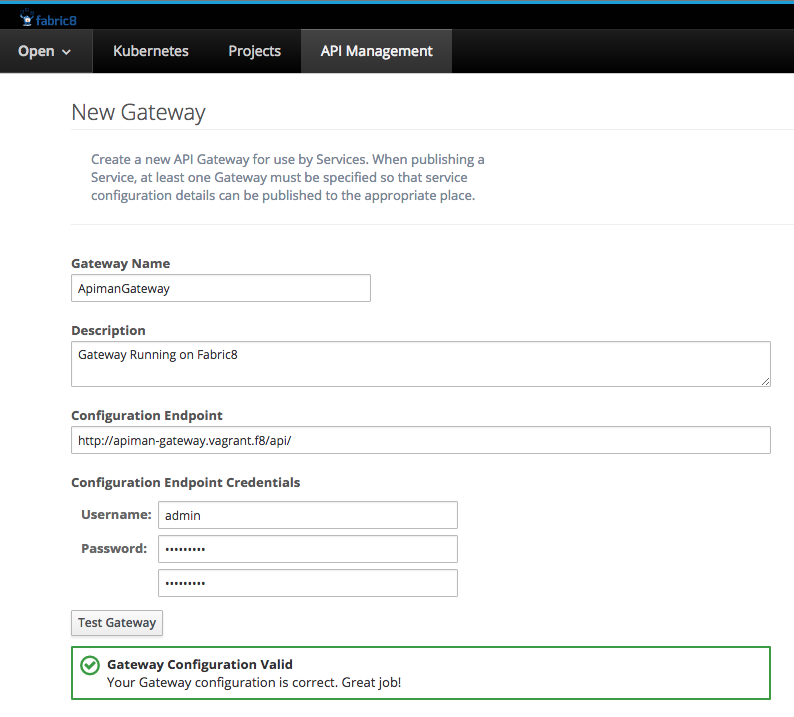 fabric8
Open
Kubernetes
Projects
API Management
New Gateway
Create a new API Gateway for use by Services. When publishing a
Service, at least one Gateway must be specified so that service
configuration details can be published to the appropriate place.
Gateway Name
ApimanGateway
Description
Gateway Running on Fabric8
Configuration Endpoint
http://apiman-gateway.vagrant.f8/api/
Configuration Endpoint Credentials
Username: admin
Password: •••••••••
•••••••••
Test Gateway
Gateway Configuration Valid
Your Gateway configuration is correct. Great job!